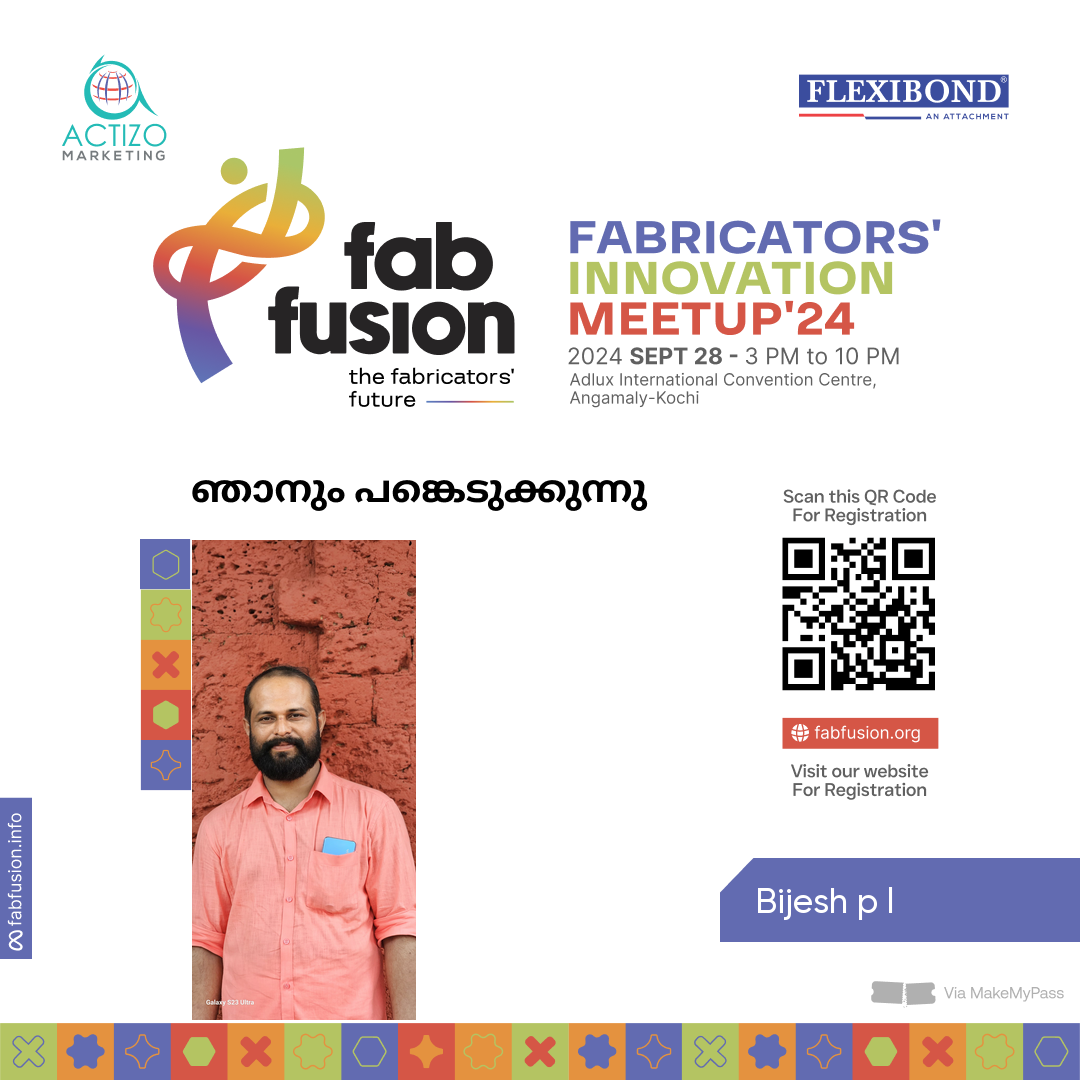 ACTIZO
MARKETING
FLEXIBOND®
AN ATTACHMENT
fab
fusion
the fabricators'
future
FABRICATORS'
INNOVATION
MEETUP'24
2024 SEPT 28 - 3 PM to 10 PM
Adlux International Convention Centre,
Angamaly-Kochi
ഞാനും പങ്കെടുക്കുന്നു
Scan this QR Code
For Registration
fabfusion.org
Visit our website
For Registration
fabfusion.info
Bijesh p l
Galaxy S23 Ultra
Via MakeMyPass